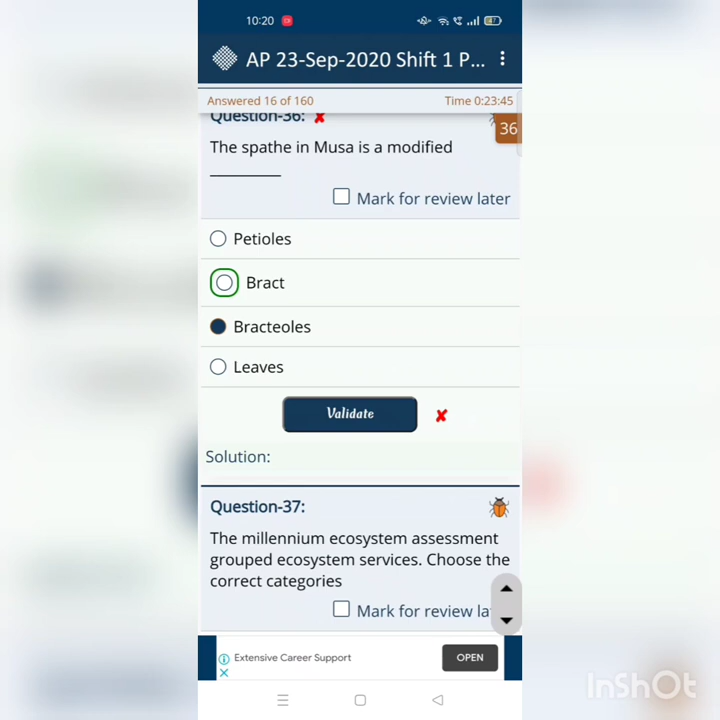 10:20
AP 23-Sep-2020 Shift 1 P...
Answered 16 of 160 Time 0:23:45
Question-36:
36
The spathe in Musa is a modified
________
Mark for review later
Petioles
Bract
Bracteoles
Leaves
Validate
Solution:
Question-37:
The millennium ecosystem assessment
grouped ecosystem services. Choose the
correct categories
Mark for review la
Extensive Career Support
OPEN
InShOt